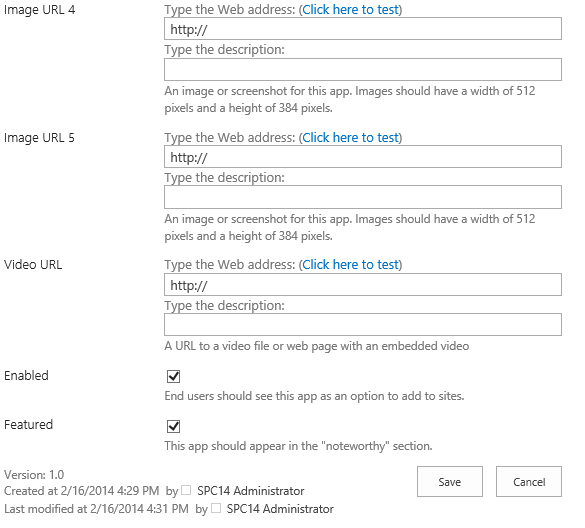 Image URL 4 Type the Web address: (Click here to test)
http://
Type the description:
An image or screenshot for this app. Images should have a width of 512
pixels and a height of 384 pixels.
Image URL 5 Type the Web address: (Click here to test)
http://
Type the description:
An image or screenshot for this app. Images should have a width of 512
pixels and a height of 384 pixels.
Video URL Type the Web address: (Click here to test)
http://
Type the description:
A URL to a video file or web page with an embedded video
Enabled
End users should see this app as an option to add to sites.
Featured
This app should appear in the "noteworthy" section.
Version: 1.0
Created at 2/16/2014 4:29 PM by SPC14 Administrator
Last modified at 2/16/2014 4:31 PM by SPC14 Administrator
Save Cancel